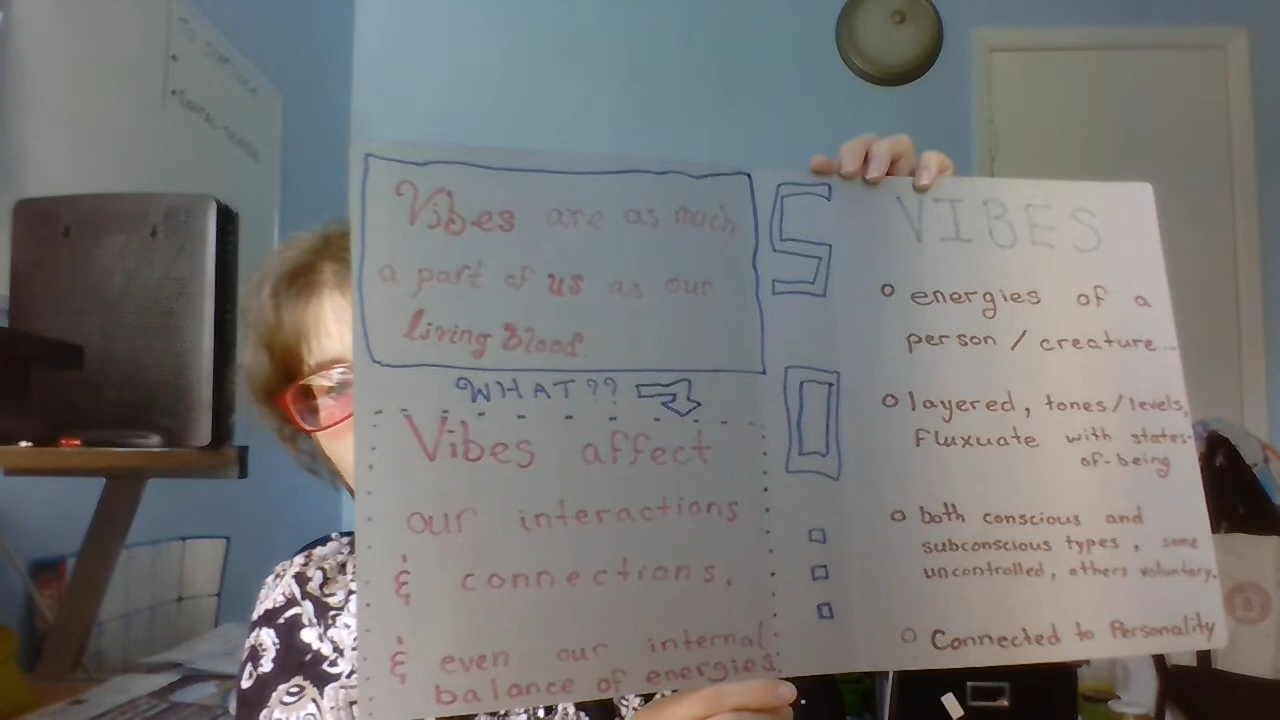 Vibes are as much
a part of us as our
living Blood.
WHAT??
Vibes affect
our interactions
& connections,
& even our internal
balance of energies.
SO
VIBES
energies of a
person / creature...
layered, tones/levels,
Fluxuate with states-
of-being
both conscious and
subconscious types, some
uncontrolled, others voluntary.
Connected to Personality